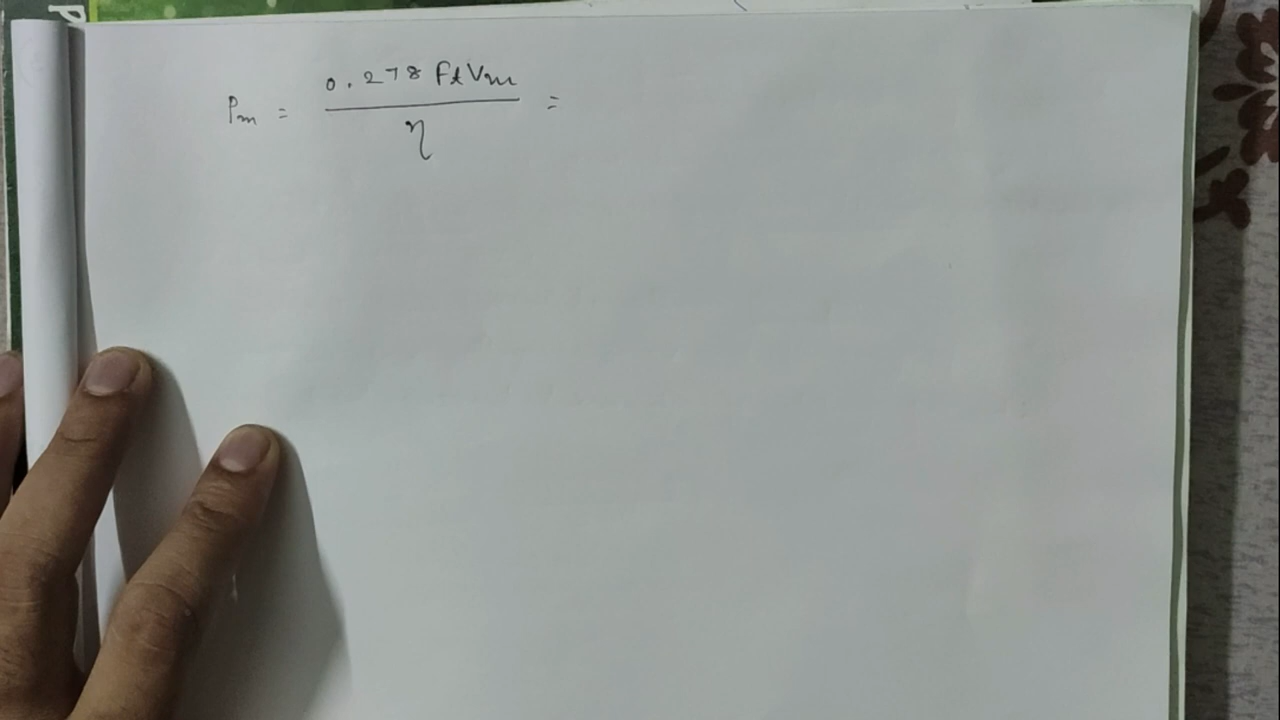 Pm = 0.278 Ft Vm / η =
P